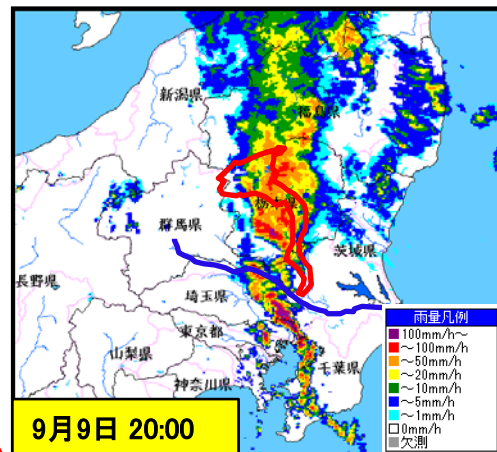 新潟県
福島県
栃木県
群馬県
茨城県
長野県
埼玉県
東京都
山梨県
千葉県
神奈川県
雨量凡例
100mm/h～
～100mm/h
～50mm/h
～20mm/h
～10mm/h
～5mm/h
～1mm/h
0mm/h
欠測
9月9日 20:00